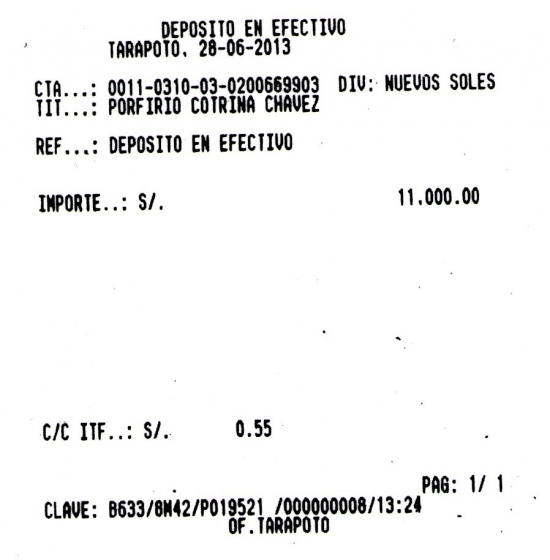 DEPOSITO EN EFECTIVO
TARAPOTO, 28-06-2013
CTA...: 0011-0310-03-0200669903 DIV: NUEVOS SOLES
TIT...: PORFIRIO COTRINA CHAVEZ
REF...: DEPOSITO EN EFECTIVO
IMPORTE..: S/. 11,000.00
C/C ITF..: S/. 0.55
PAG: 1/ 1
CLAVE: B633/8M42/P019521 /000000008/13:24
OF.TARAPOTO